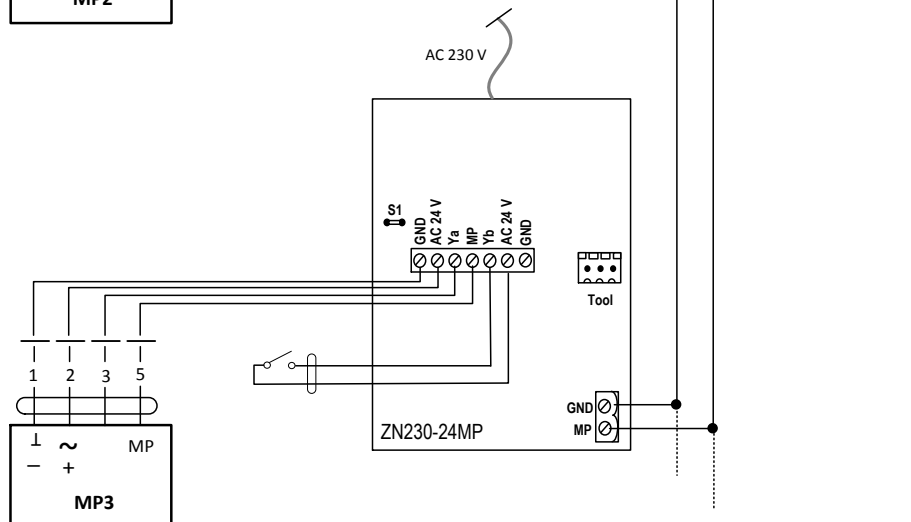 MP2
AC 230 V
S1
GND
AC 24 V
Ya
MP
Yb
AC 24 V
GND
Tool
1 2 3 5
GND
MP
ZN230-24MP
⊥ ~ MP
− +
MP3